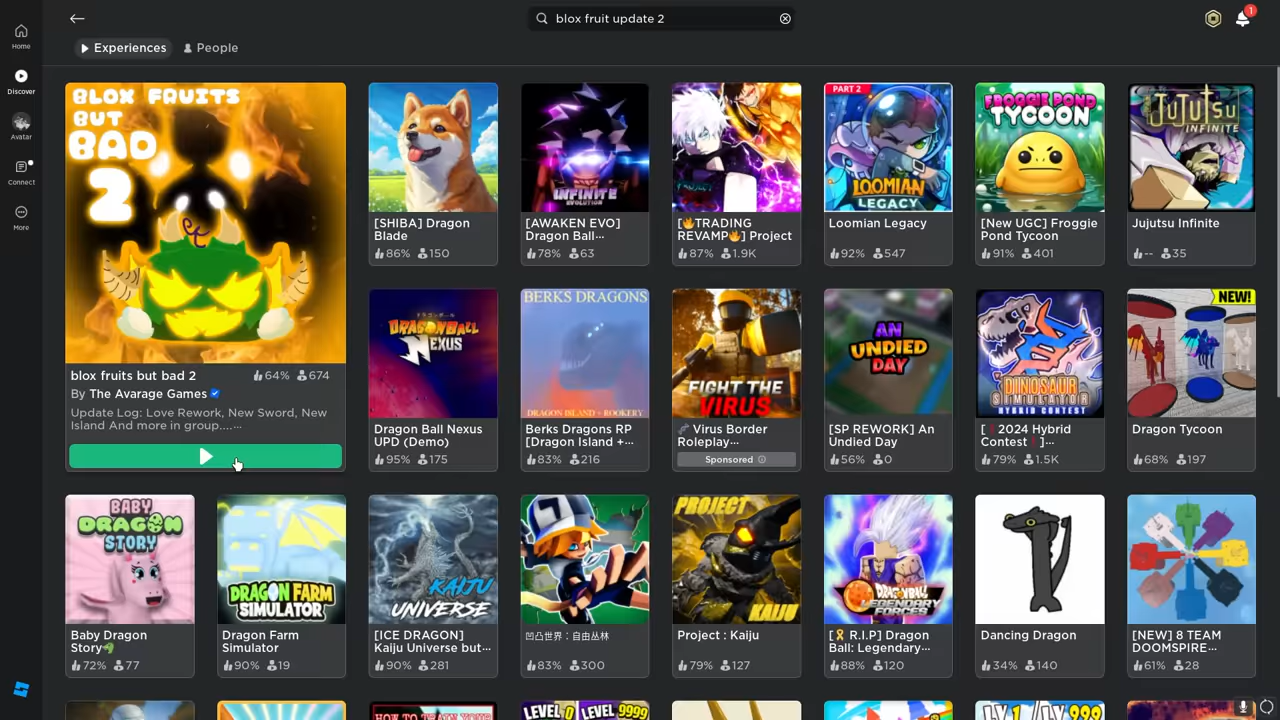 blox fruit update 2
1
Home
Discover
Avatar
Connect
More
Experiences
People
BLOX FRUITS
BUT
BAD
2
blox fruits but bad 2
64% 674
By The Avarage Games
Update Log: Love Rework, New Sword, New
Island And more in group....···
[SHIBA] Dragon
Blade
86% 150
INFINITE
EVOLUTION
[AWAKEN EVO]
Dragon Ball···
78% 63
[🔥TRADING
REVAMP🔥] Project
87% 1.9K
PART 2
LOOMIAN
LEGACY
Loomian Legacy
92% 547
FROGGIE POND
TYCOON
[New UGC] Froggie
Pond Tycoon
91% 401
JUJUTSU
INFINITE
Jujutsu Infinite
-- 35
DRAGONBALL
NEXUS
Dragon Ball Nexus
UPD (Demo)
95% 175
BERKS DRAGONS
DRAGON ISLAND + ROOKERY
Berks Dragons RP
[Dragon Island +···
83% 216
FIGHT THE
VIRUS
🧬 Virus Border
Roleplay···
Sponsored
AN
UNDIED
DAY
[SP REWORK] An
Undied Day
56% 0
DINOSAUR
SIMULATOR
HYBRID CONTEST
[❗2024 Hybrid
Contest❗]···
79% 1.5K
NEW!
Dragon Tycoon
68% 197
BABY
DRAGON
STORY
Baby Dragon
Story
72% 77
DRAGON FARM
SIMULATOR
Dragon Farm
Simulator
90% 19
KAIJU
UNIVERSE
[ICE DRAGON]
Kaiju Universe but···
90% 281
凹凸世界：自由丛林
83% 300
PROJECT
KAIJU
Project : Kaiju
79% 127
DRAGONBALL
LEGENDARY
FORCES
[🎗R.I.P] Dragon
Ball: Legendary···
88% 120
Dancing Dragon
34% 140
[NEW] 8 TEAM
DOOMSPIRE···
61% 28
HOW TO TRAIN YOUR
LEVEL 0 LEVEL 9999
LV 1 / LV 999